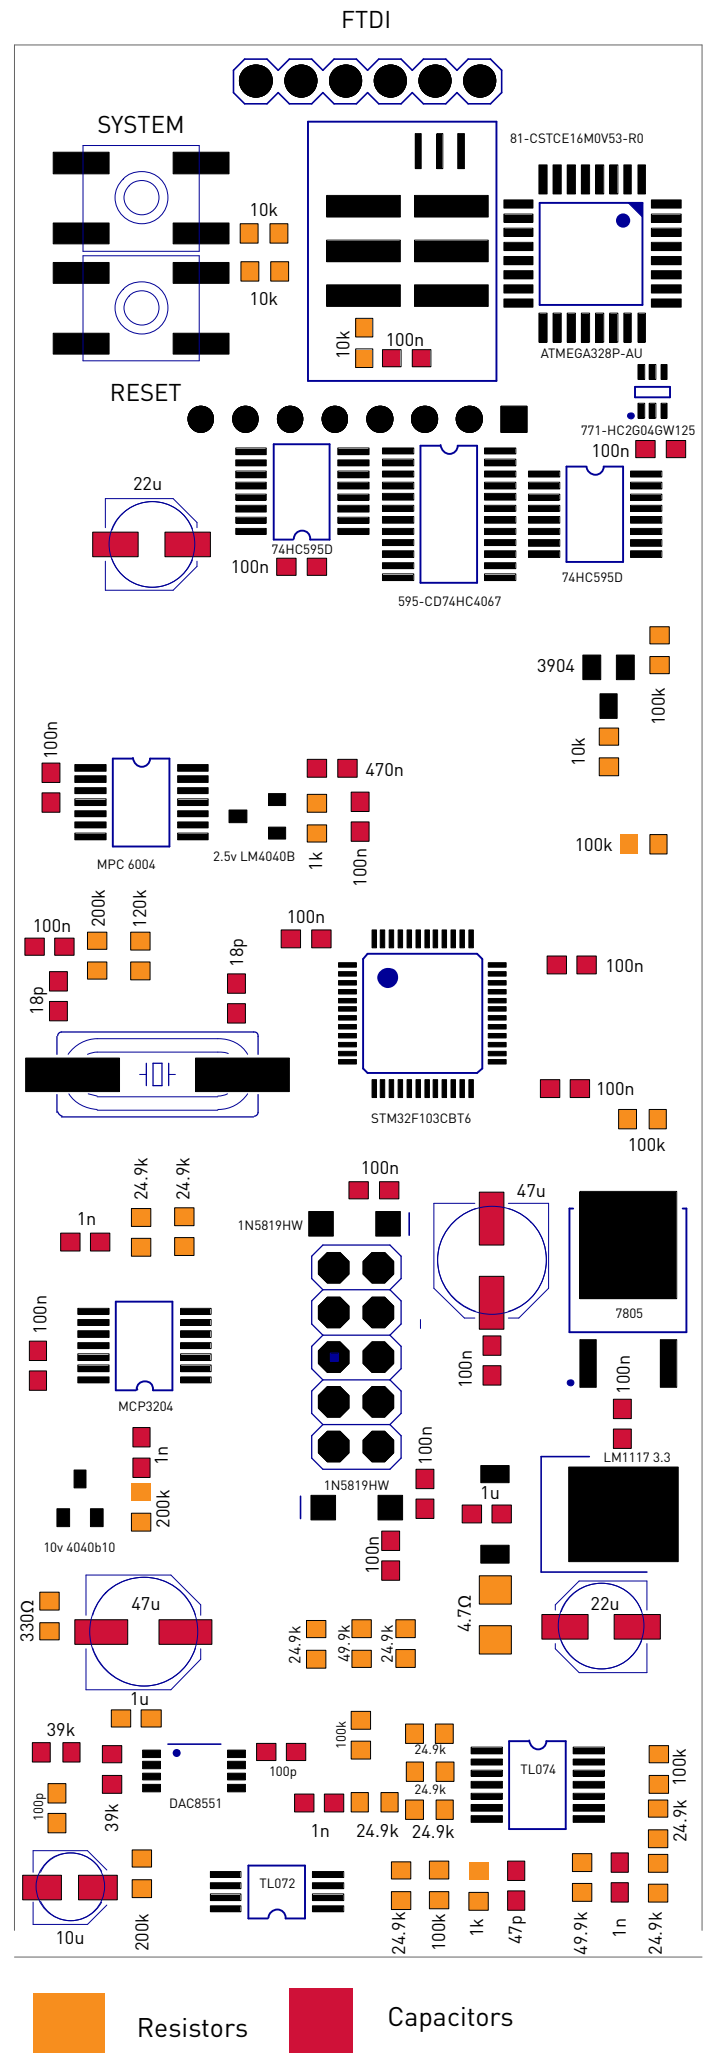 FTDI
SYSTEM
81-CSTCE16M0V53-R0
10k
10k
10k
100n
ATMEGA328P-AU
RESET
771-HC2G04GW125
100n
22u
74HC595D
100n
595-CD74HC4067
74HC595D
3904
100k
100n
10k
470n
MPC 6004
2.5v LM4040B
1k
100n
100k
200k
120k
100n
100n
18p
18p
100n
100n
STM32F103CBT6
100k
24.9k
24.9k
100n
47u
1n
1N5819HW
7805
100n
100n
100n
MCP3204
1n
100n
LM1117 3.3
1N5819HW
1u
200k
10v 4040b10
100n
330Ω
47u
4.7Ω
22u
24.9k
49.9k
24.9k
1u
39k
100k
24.9k
100k
100p
TL074
24.9k
100p
39k
DAC8551
1n
24.9k
24.9k
24.9k
TL072
10u
200k
24.9k
100k
1k
47p
49.9k
1n
24.9k
Resistors
Capacitors